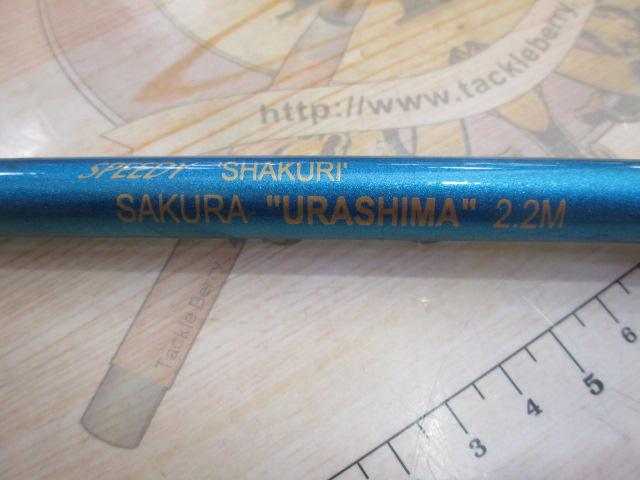 http://www.tackleberry.
SPEEDY 'SHAKURI'
SAKURA "URASHIMA" 2.2M
Tackle Berry
3 4 5 6